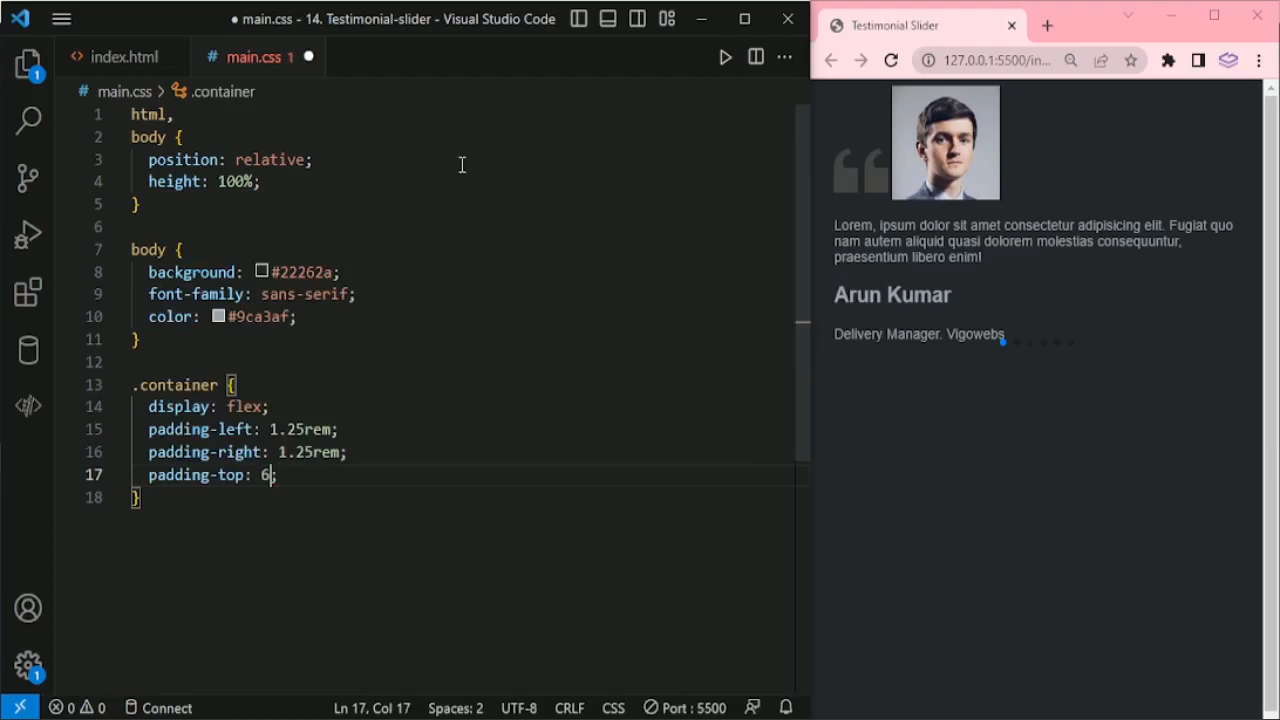 main.css - 14. Testimonial-slider - Visual Studio Code
index.html
main.css 1
main.css > .container
1 html,
2 body {
3 position: relative;
4 height: 100%;
5 }
6
7 body {
8 background: #22262a;
9 font-family: sans-serif;
10 color: #9ca3af;
11 }
12
13 .container {
14 display: flex;
15 padding-left: 1.25rem;
16 padding-right: 1.25rem;
17 padding-top: 6;
18 }
1
1
0 0 Connect Ln 17, Col 17 Spaces: 2 UTF-8 CRLF CSS Port : 5500
Testimonial Slider
127.0.0.1:5500/in...
Lorem, ipsum dolor sit amet consectetur adipisicing elit. Fugiat quo
nam autem aliquid quasi dolorem molestias consequuntur,
praesentium libero enim!
Arun Kumar
Delivery Manager. Vigowebs